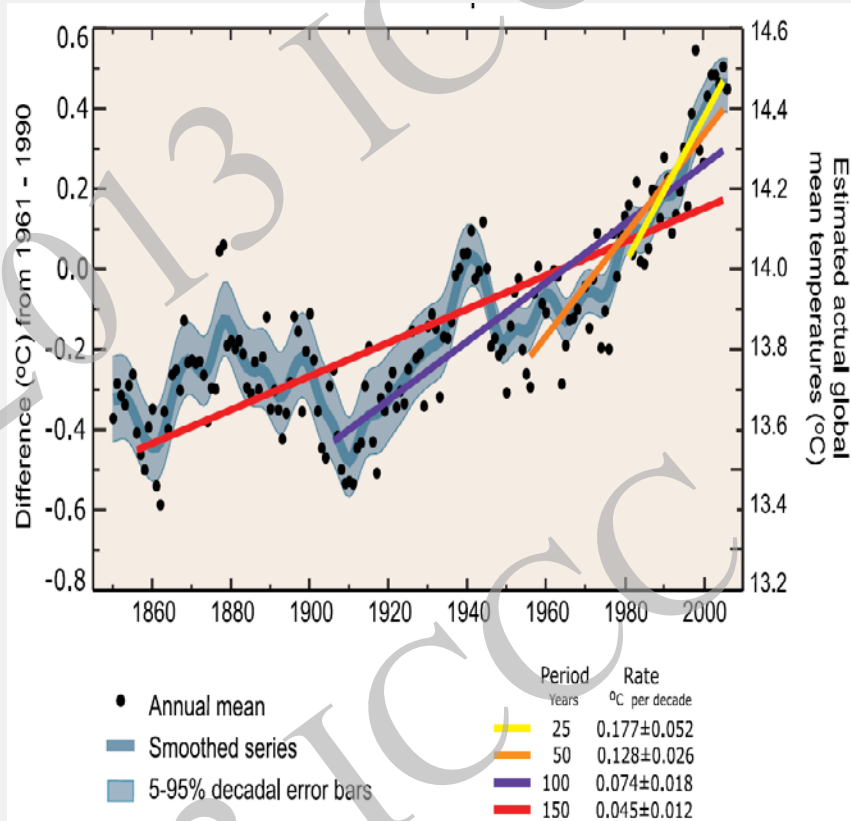 0.6
0.4
0.2
0.0
-0.2
-0.4
-0.6
-0.8
Difference (ºC) from 1961 - 1990
14.6
14.4
14.2
14.0
13.8
13.6
13.4
13.2
Estimated actual global
mean temperatures (ºC)
1860 1880 1900 1920 1940 1960 1980 2000
Annual mean
Smoothed series
5-95% decadal error bars
Period Rate
Years ºC per decade
25 0.177±0.052
50 0.128±0.026
100 0.074±0.018
150 0.045±0.012
2013 ICC
ICCC